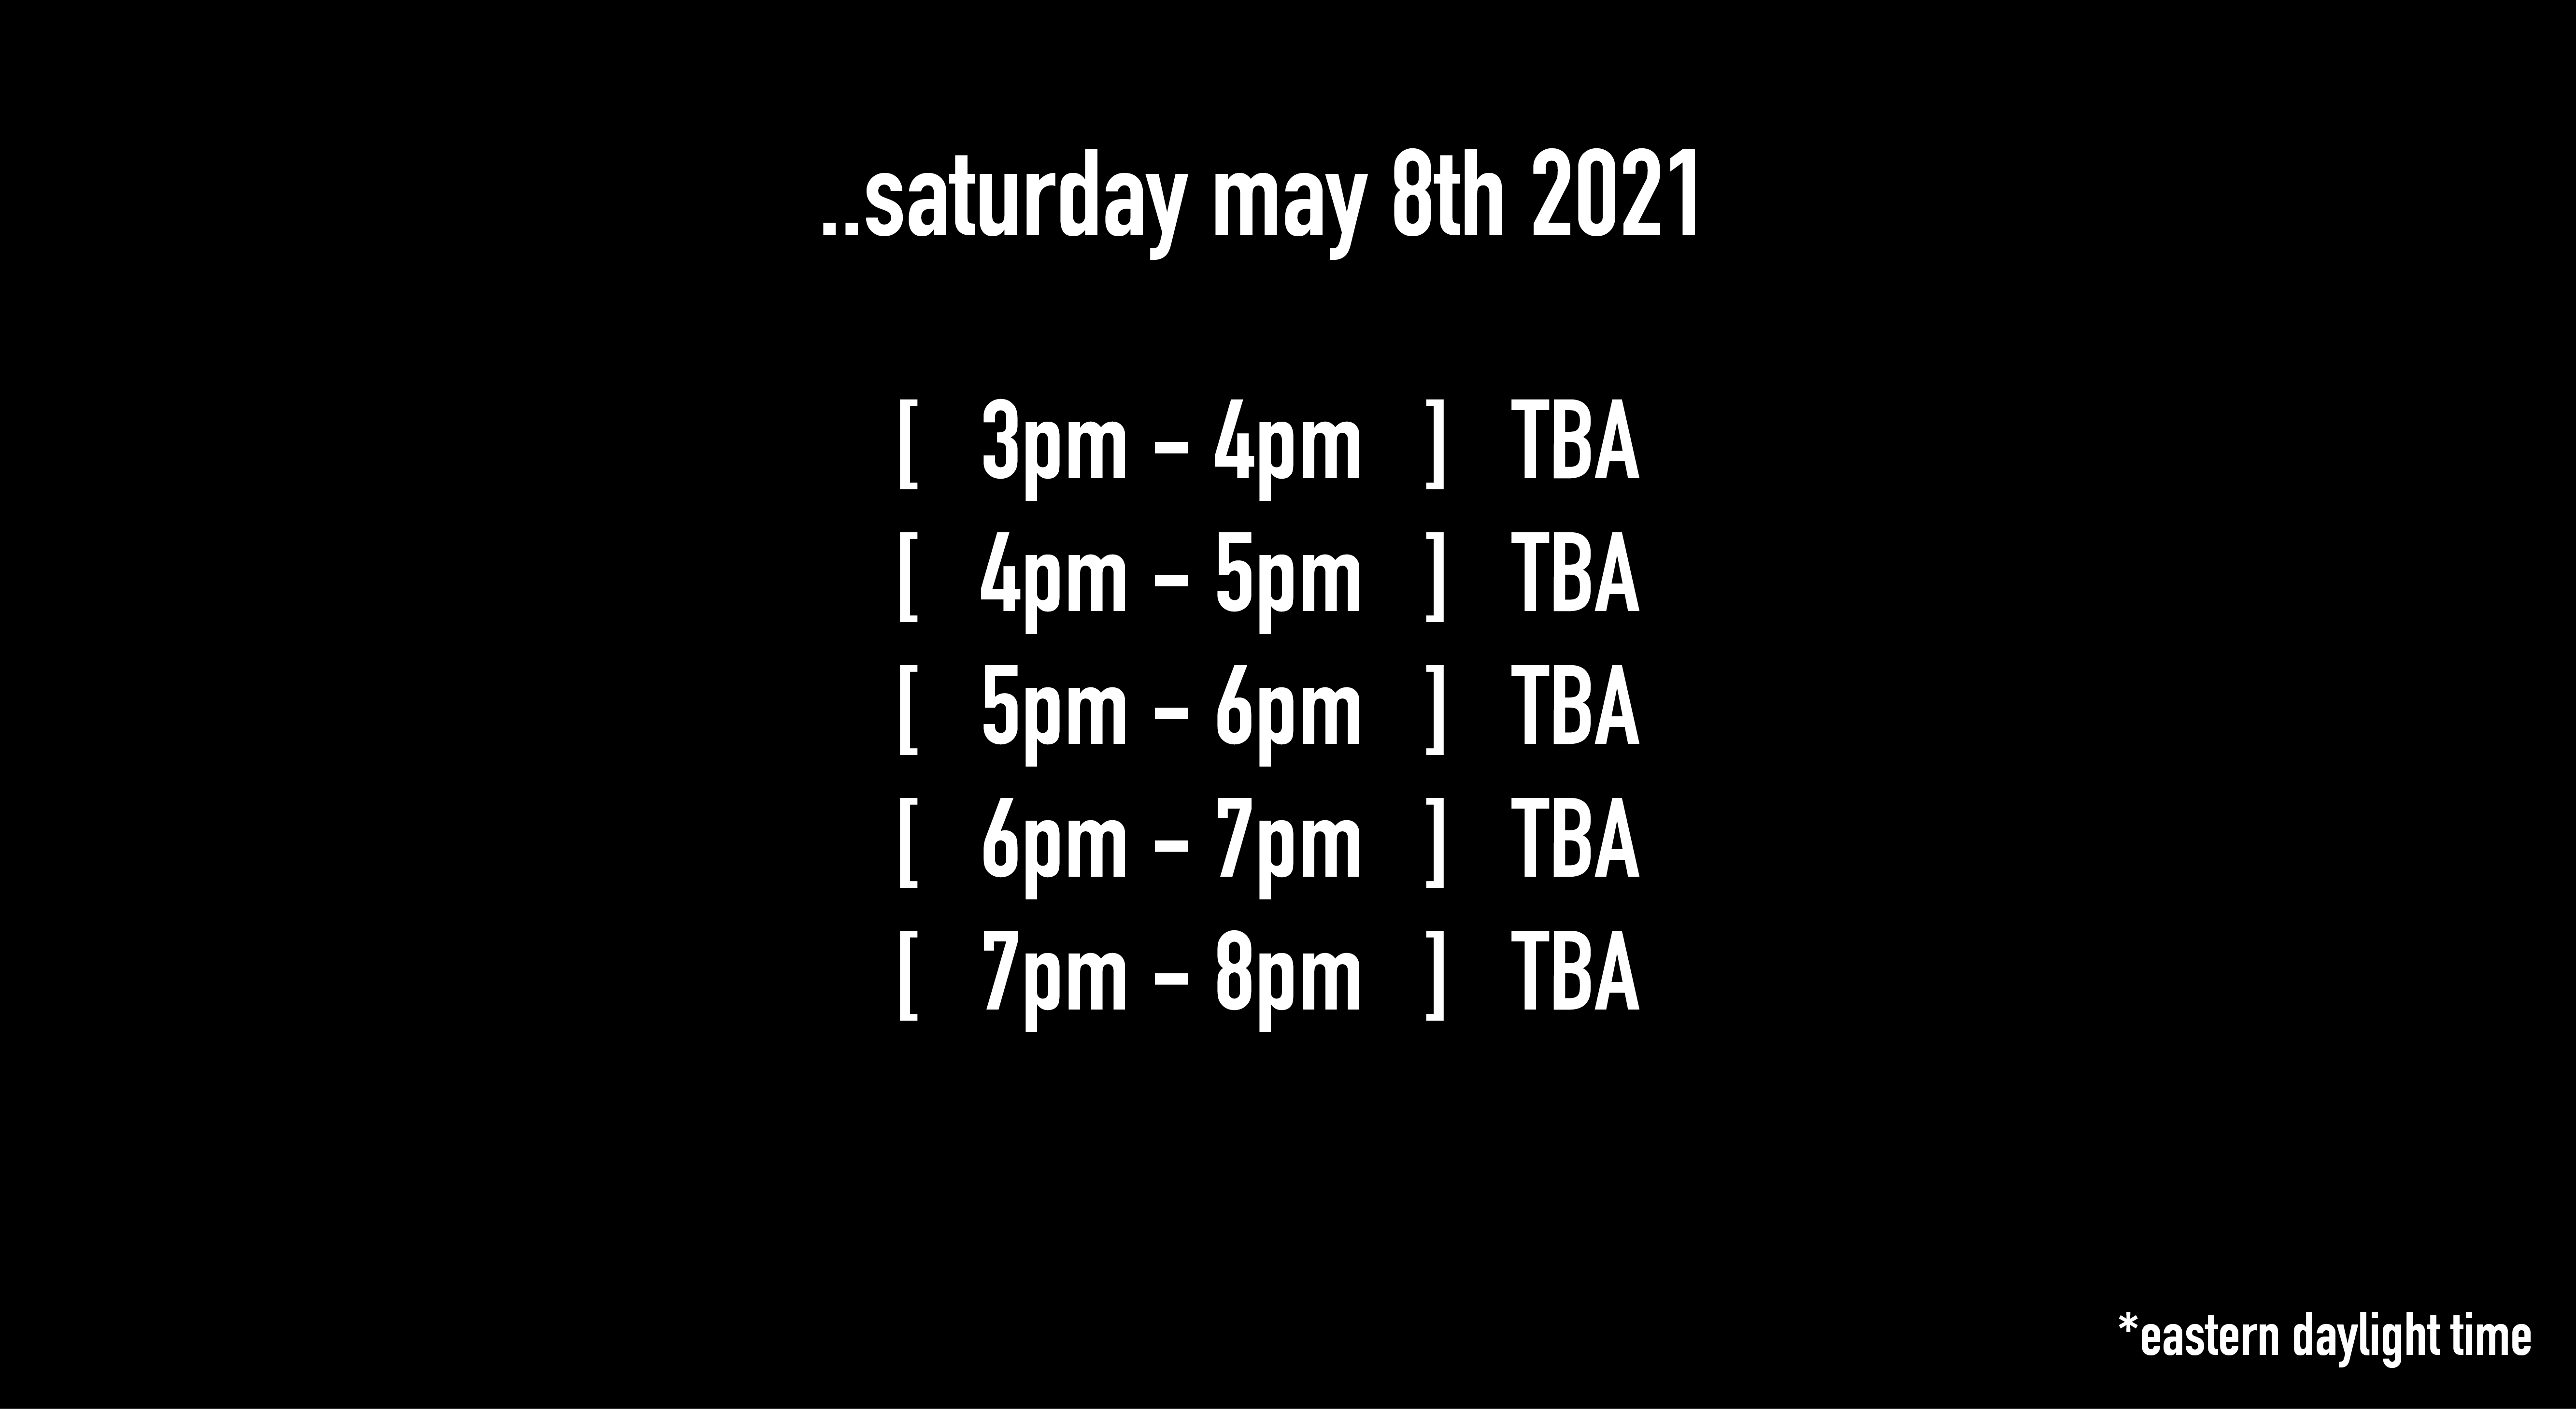 ..saturday may 8th 2021
[ 3pm - 4pm ] TBA
[ 4pm - 5pm ] TBA
[ 5pm - 6pm ] TBA
[ 6pm - 7pm ] TBA
[ 7pm - 8pm ] TBA
*eastern daylight time